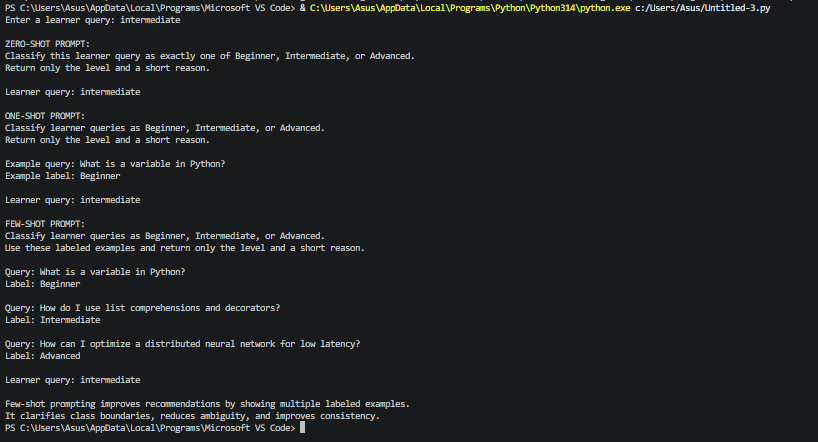 PS C:\Users\Asus\AppData\Local\Programs\Microsoft VS Code> & C:\Users\Asus\AppData\Local\Programs\Python\Python314\python.exe c:/Users/Asus/Untitled-3.py
Enter a learner query: intermediate
ZERO-SHOT PROMPT:
Classify this learner query as exactly one of Beginner, Intermediate, or Advanced.
Return only the level and a short reason.
Learner query: intermediate
ONE-SHOT PROMPT:
Classify learner queries as Beginner, Intermediate, or Advanced.
Return only the level and a short reason.
Example query: What is a variable in Python?
Example label: Beginner
Learner query: intermediate
FEW-SHOT PROMPT:
Classify learner queries as Beginner, Intermediate, or Advanced.
Use these labeled examples and return only the level and a short reason.
Query: What is a variable in Python?
Label: Beginner
Query: How do I use list comprehensions and decorators?
Label: Intermediate
Query: How can I optimize a distributed neural network for low latency?
Label: Advanced
Learner query: intermediate
Few-shot prompting improves recommendations by showing multiple labeled examples.
It clarifies class boundaries, reduces ambiguity, and improves consistency.
PS C:\Users\Asus\AppData\Local\Programs\Microsoft VS Code>